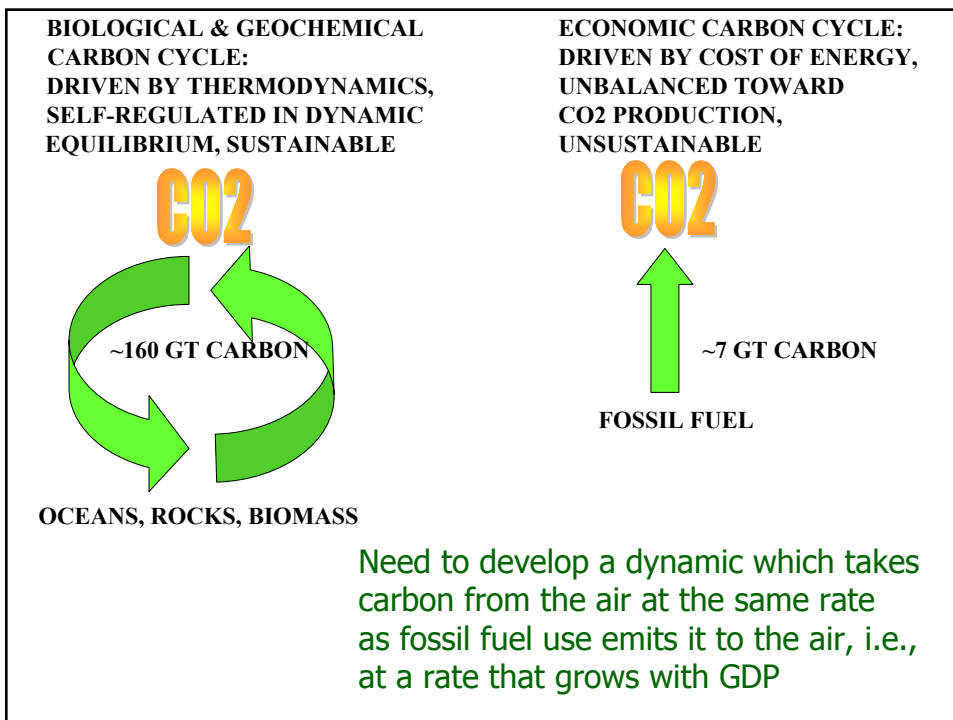 BIOLOGICAL & GEOCHEMICAL
CARBON CYCLE:
DRIVEN BY THERMODYNAMICS,
SELF-REGULATED IN DYNAMIC
EQUILIBRIUM, SUSTAINABLE
CO2
~160 GT CARBON
OCEANS, ROCKS, BIOMASS
ECONOMIC CARBON CYCLE:
DRIVEN BY COST OF ENERGY,
UNBALANCED TOWARD
CO2 PRODUCTION,
UNSUSTAINABLE
CO2
~7 GT CARBON
FOSSIL FUEL
Need to develop a dynamic which takes
carbon from the air at the same rate
as fossil fuel use emits it to the air, i.e.,
at a rate that grows with GDP